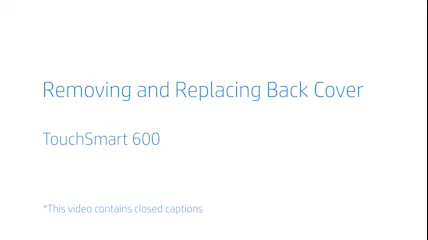 Removing and Replacing Back Cover
TouchSmart 600
*This video contains closed captions